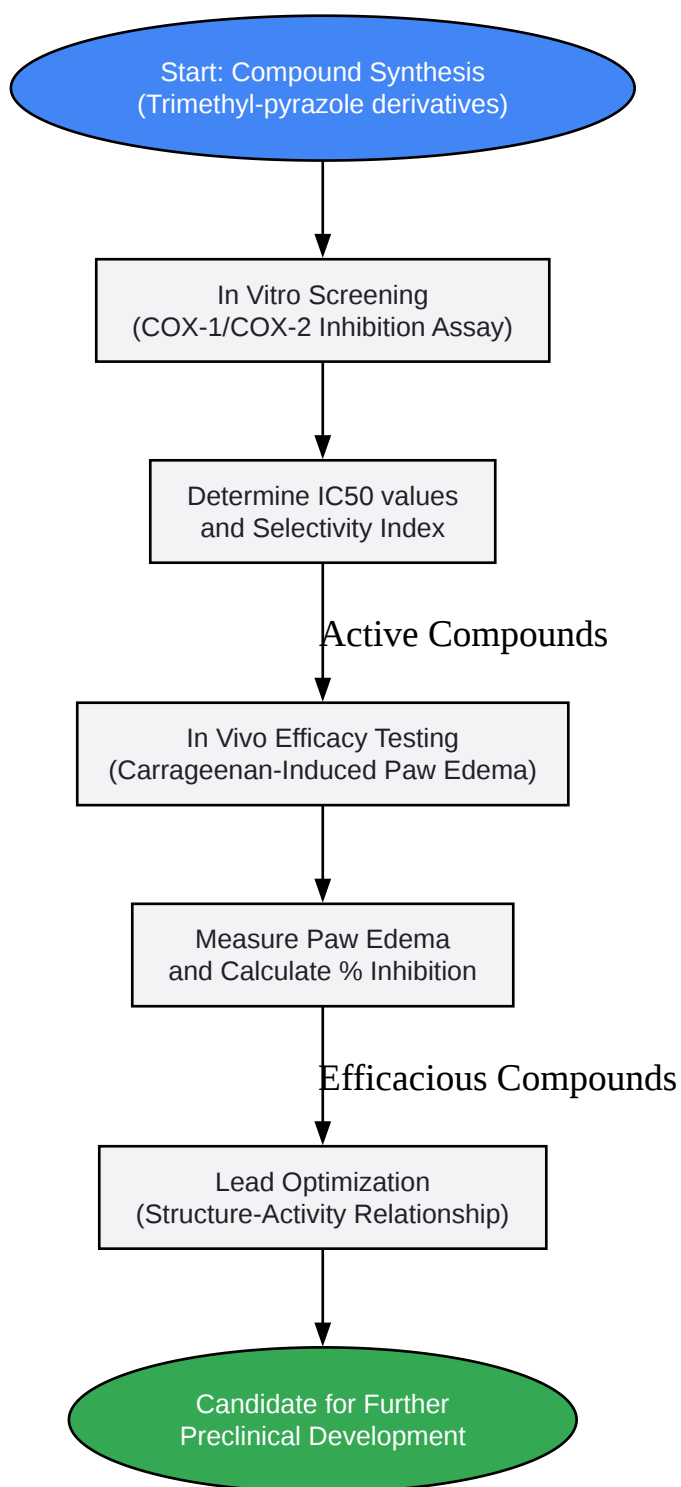 Start: Compound Synthesis
(Trimethyl-pyrazole derivatives)
In Vitro Screening
(COX-1/COX-2 Inhibition Assay)
Determine IC50 values
and Selectivity Index
Active Compounds
In Vivo Efficacy Testing
(Carrageenan-Induced Paw Edema)
Measure Paw Edema
and Calculate % Inhibition
Efficacious Compounds
Lead Optimization
(Structure-Activity Relationship)
Candidate for Further
Preclinical Development